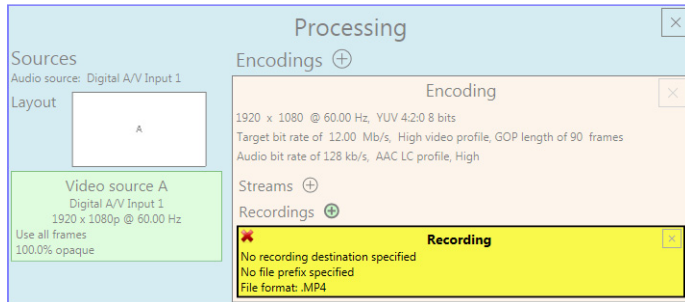 Processing
Sources
Audio source: Digital A/V Input 1
Layout
A
Video source A
Digital A/V Input 1
1920 x 1080p @ 60.00 Hz
Use all frames
100.0% opaque
Encodings
Encoding
1920 x 1080 @ 60.00 Hz, YUV 4:2:0 8 bits
Target bit rate of 12.00 Mb/s, High video profile, GOP length of 90 frames
Audio bit rate of 128 kb/s, AAC LC profile, High
Streams
Recordings
Recording
No recording destination specified
No file prefix specified
File format: .MP4